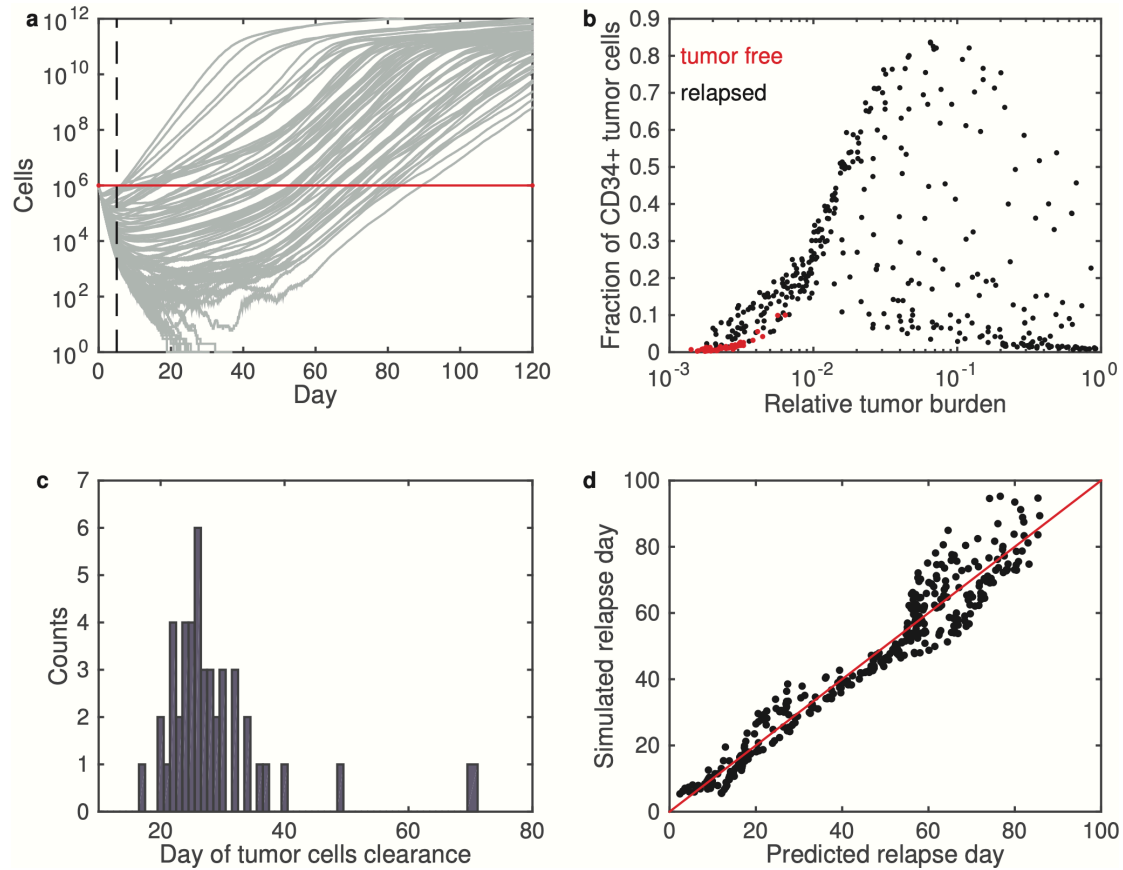 a
10^12
10^10
10^8
10^6
10^4
10^2
10^0
Cells
0 20 40 60 80 100 120
Day
b
0.9
0.8
0.7
0.6
0.5
0.4
0.3
0.2
0.1
0
Fraction of CD34+ tumor cells
tumor free
relapsed
10^-3 10^-2 10^-1 10^0
Relative tumor burden
c
7
6
5
4
3
2
1
0
Counts
20 40 60 80
Day of tumor cells clearance
d
100
80
60
40
20
0
Simulated relapse day
0 20 40 60 80 100
Predicted relapse day